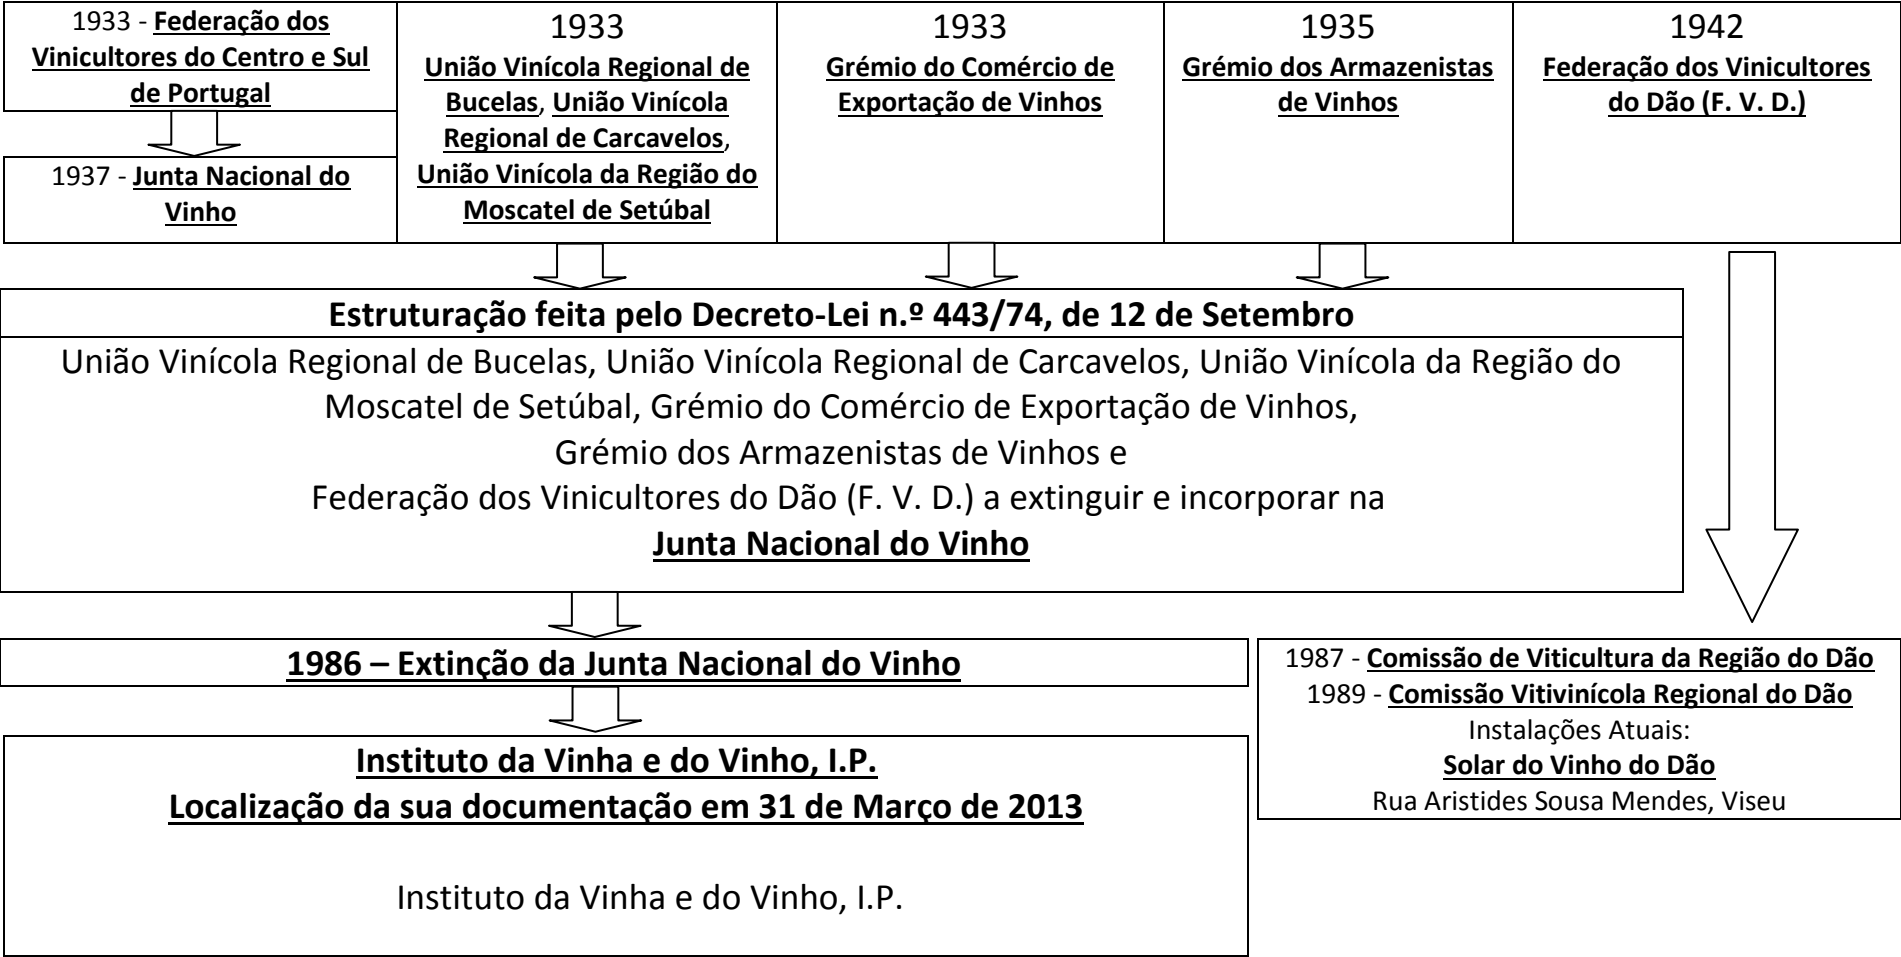 1933 - Federação dos
Vinicultores do Centro e Sul
de Portugal
1937 - Junta Nacional do
Vinho
1933
União Vinícola Regional de
Bucelas, União Vinícola
Regional de Carcavelos,
União Vinícola da Região do
Moscatel de Setúbal
1933
Grémio do Comércio de
Exportação de Vinhos
1935
Grémio dos Armazenistas
de Vinhos
1942
Federação dos Vinicultores
do Dão (F. V. D.)
Estruturação feita pelo Decreto-Lei n.º 443/74, de 12 de Setembro
União Vinícola Regional de Bucelas, União Vinícola Regional de Carcavelos, União Vinícola da Região do
Moscatel de Setúbal, Grémio do Comércio de Exportação de Vinhos,
Grémio dos Armazenistas de Vinhos e
Federação dos Vinicultores do Dão (F. V. D.) a extinguir e incorporar na
Junta Nacional do Vinho
1986 – Extinção da Junta Nacional do Vinho
Instituto da Vinha e do Vinho, I.P.
Localização da sua documentação em 31 de Março de 2013
Instituto da Vinha e do Vinho, I.P.
1987 - Comissão de Viticultura da Região do Dão
1989 - Comissão Vitivinícola Regional do Dão
Instalações Atuais:
Solar do Vinho do Dão
Rua Aristides Sousa Mendes, Viseu